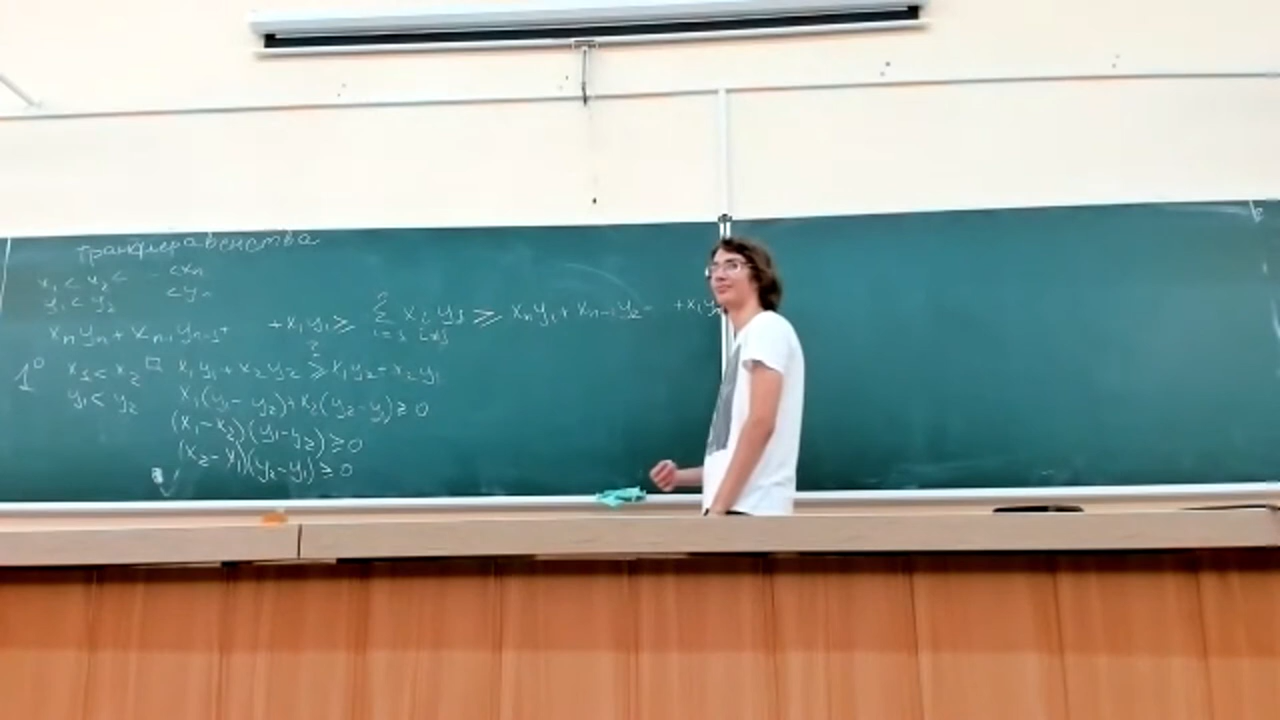 Транснеравенства
x₁ < x₂ < ... < xₙ
y₁ < y₂ < yₙ
xₙyₙ + xₙ₋₁yₙ₋₁ + + x₁y₁ ≥ Σ xᵢyⱼ ≥ xₙy₁ + xₙ₋₁y₂ - + x₁yₙ
1° x₁ < x₂ □ x₁y₁ + x₂y₂ ≥ x₁y₂ + x₂y₁
y₁ < y₂ x₁(y₁ - y₂) + x₂(y₂ - y₁) ≥ 0
(x₁ - x₂)(y₁ - y₂) ≥ 0
(x₂ - y₁)(y₂ - y₁) ≥ 0